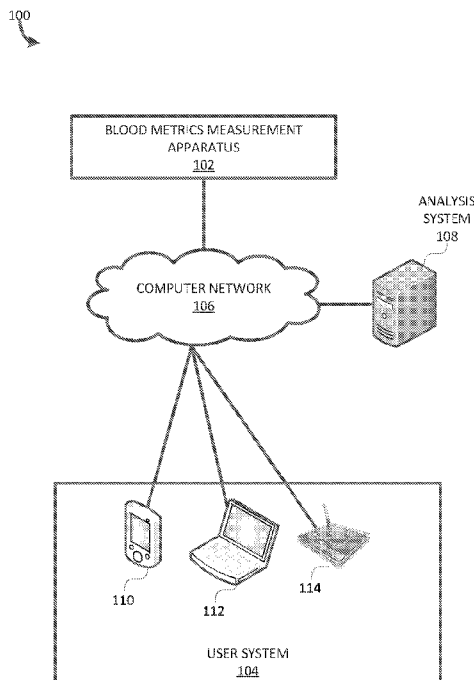 100
BLOOD METRICS MEASUREMENT
APPARATUS
102
ANALYSIS
SYSTEM
108
COMPUTER NETWORK
106
110
112
114
USER SYSTEM
104